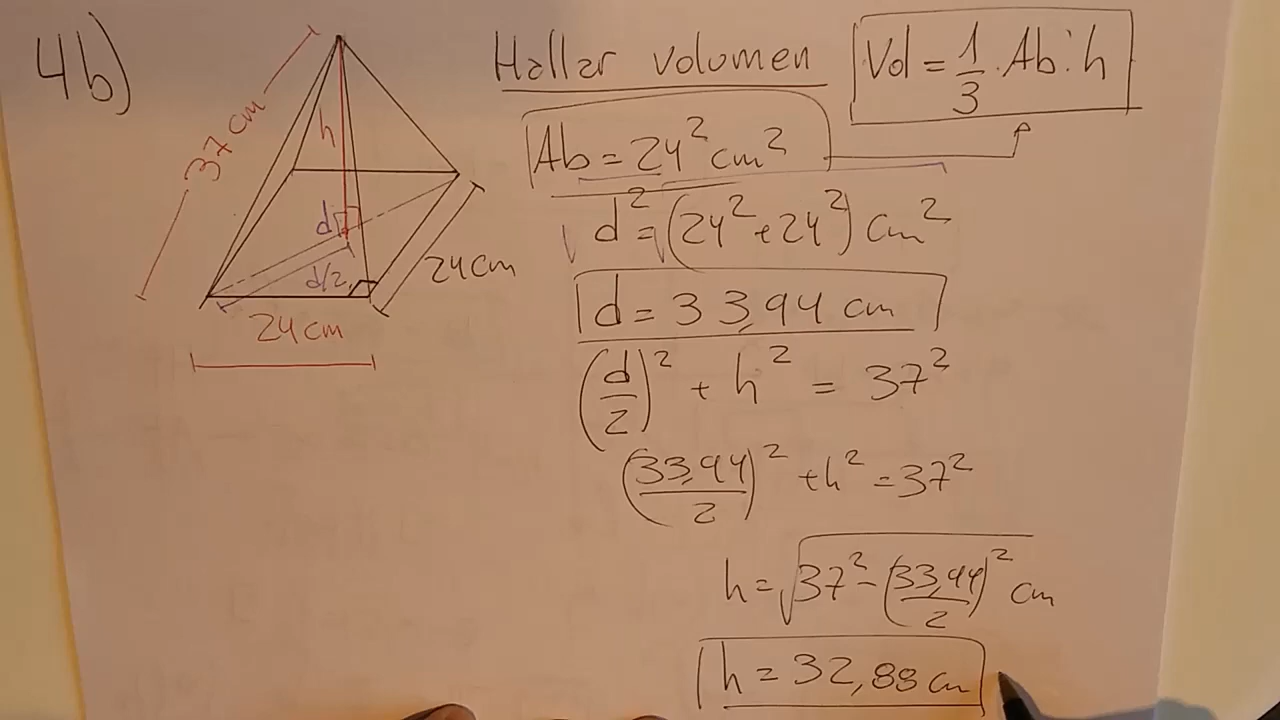 4b)
37 cm
h
d
d/2
24 cm
24 cm
Hallar volumen
Vol = 1/3 · Ab · h
Ab = 24² cm²
√d² = √(24² + 24²) cm²
d = 33,94 cm
(d/2)² + h² = 37²
(33,94/2)² + h² = 37²
h = √37² - (33,94/2)² cm
h = 32,88 cm